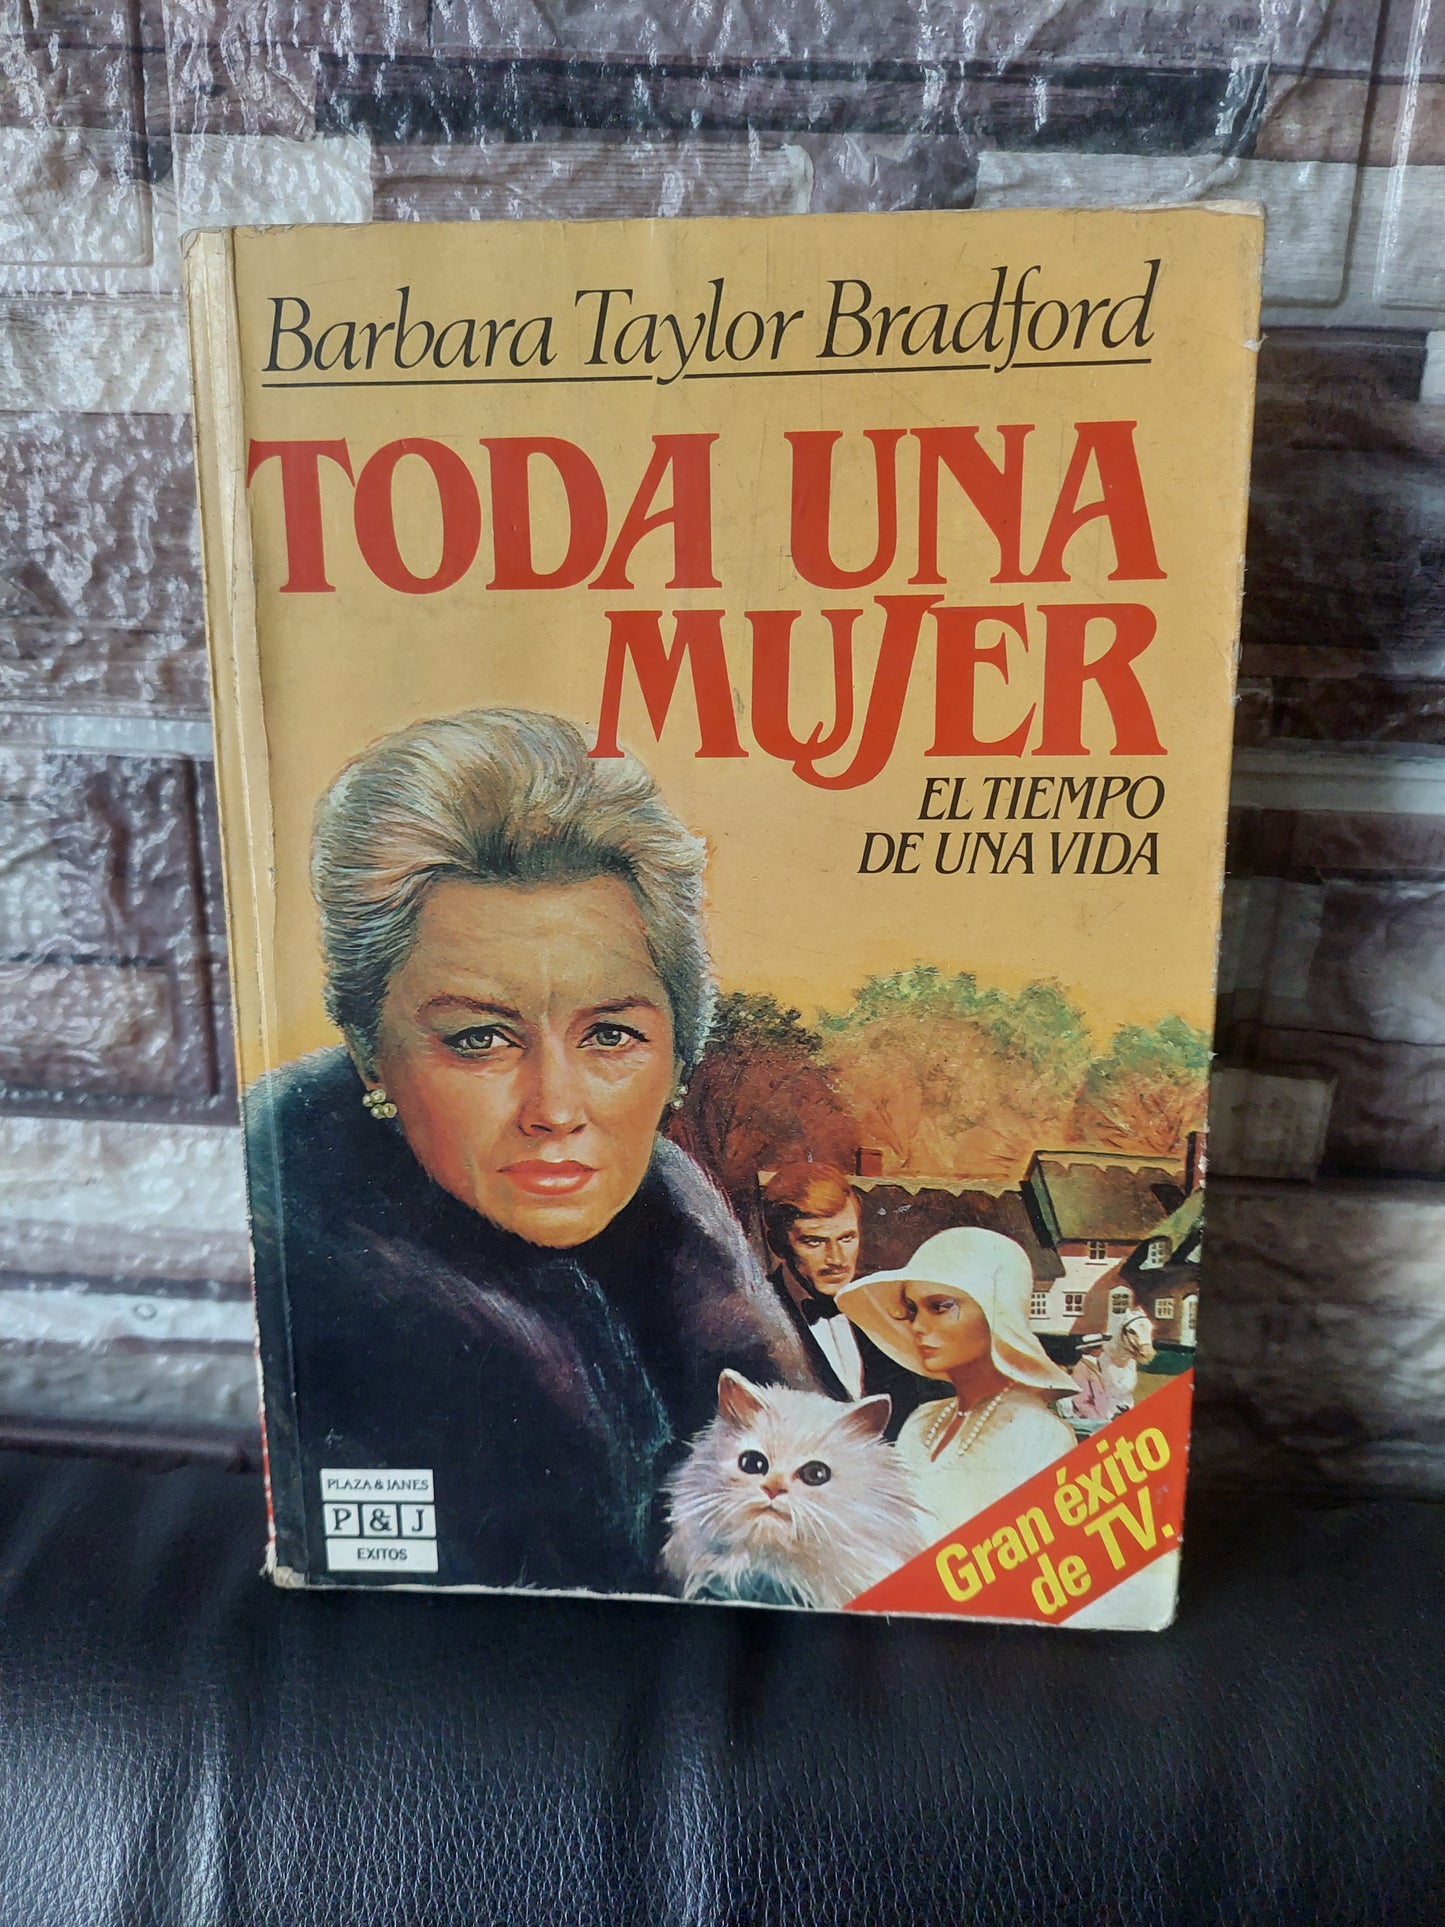 Barbara Taylor Bradford
TODA UNA
MUJER
EL TIEMPO
DE UNA VIDA
PLAZA & JANES
P & J
EXITOS
Gran éxito
de TV.